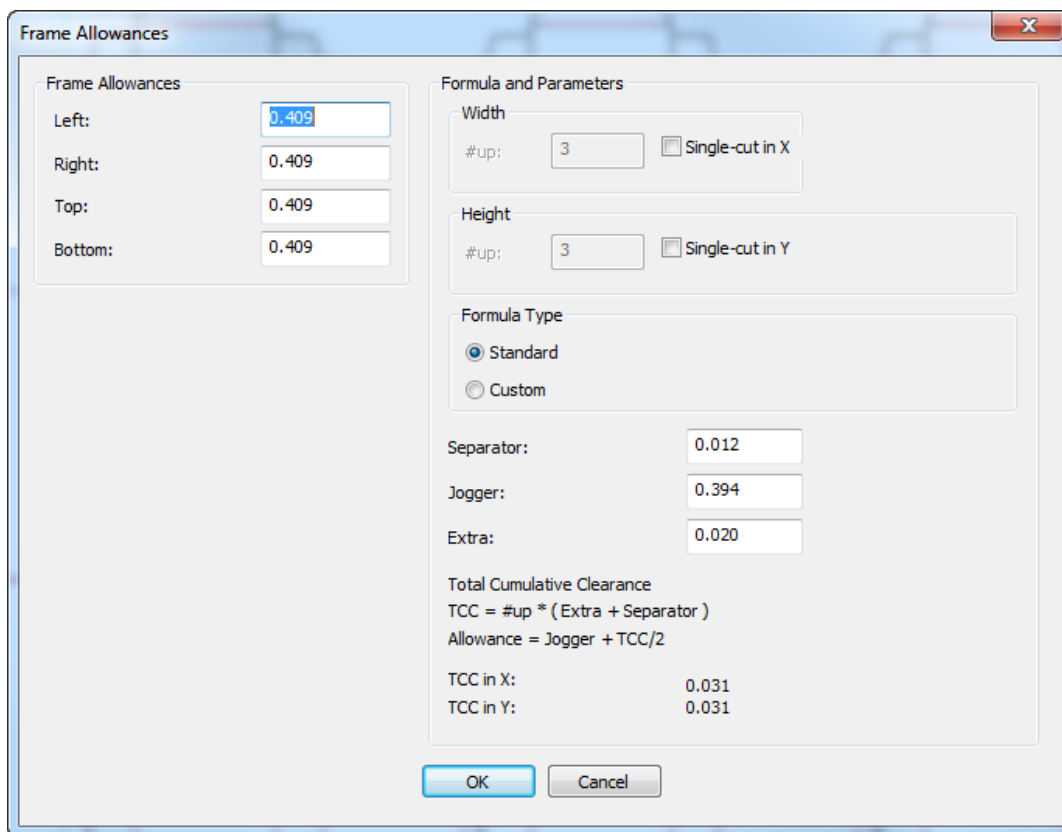 Frame Allowances
Frame Allowances
Left: 0.409
Right: 0.409
Top: 0.409
Bottom: 0.409
Formula and Parameters
Width
#up: 3 Single-cut in X
Height
#up: 3 Single-cut in Y
Formula Type
Standard
Custom
Separator: 0.012
Jogger: 0.394
Extra: 0.020
Total Cumulative Clearance
TCC = #up * ( Extra + Separator )
Allowance = Jogger + TCC/2
TCC in X: 0.031
TCC in Y: 0.031
OK Cancel